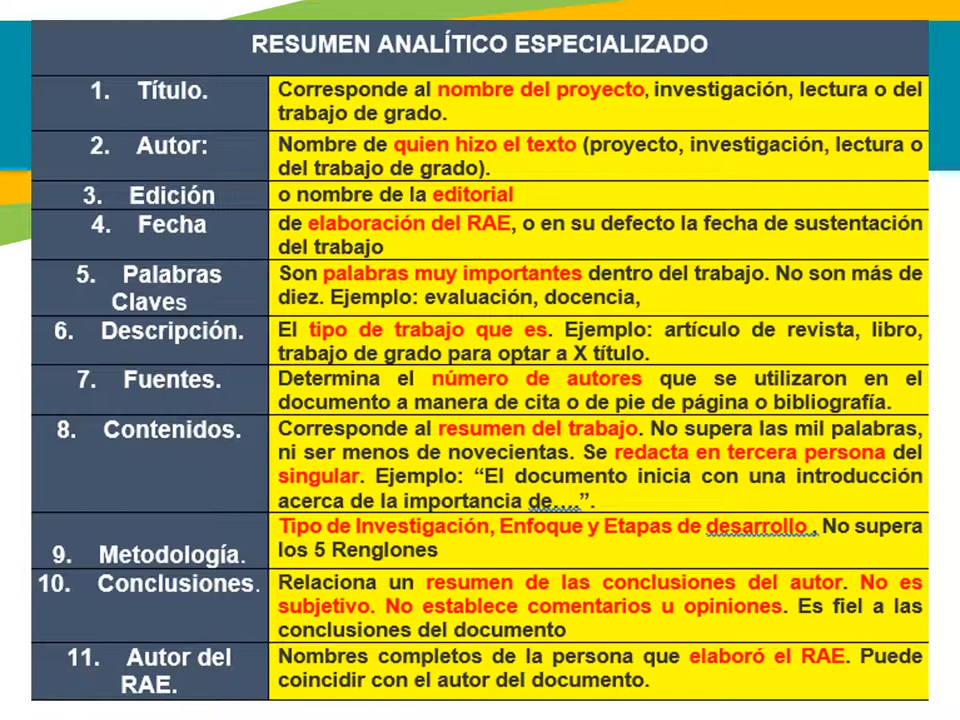 RESUMEN ANALÍTICO ESPECIALIZADO
1. Título.
Corresponde al nombre del proyecto, investigación, lectura o del
trabajo de grado.
2. Autor:
Nombre de quien hizo el texto (proyecto, investigación, lectura o
del trabajo de grado).
3. Edición
o nombre de la editorial
4. Fecha
de elaboración del RAE, o en su defecto la fecha de sustentación
del trabajo
5. Palabras
Claves
Son palabras muy importantes dentro del trabajo. No son más de
diez. Ejemplo: evaluación, docencia,
6. Descripción.
El tipo de trabajo que es. Ejemplo: artículo de revista, libro,
trabajo de grado para optar a X título.
7. Fuentes.
Determina el número de autores que se utilizaron en el
documento a manera de cita o de pie de página o bibliografía.
8. Contenidos.
Corresponde al resumen del trabajo. No supera las mil palabras,
ni ser menos de novecientas. Se redacta en tercera persona del
singular. Ejemplo: “El documento inicia con una introducción
acerca de la importancia de….”.
9. Metodología.
Tipo de Investigación, Enfoque y Etapas de desarrollo . No supera
los 5 Renglones
10. Conclusiones.
Relaciona un resumen de las conclusiones del autor. No es
subjetivo. No establece comentarios u opiniones. Es fiel a las
conclusiones del documento
11. Autor del
RAE.
Nombres completos de la persona que elaboró el RAE. Puede
coincidir con el autor del documento.